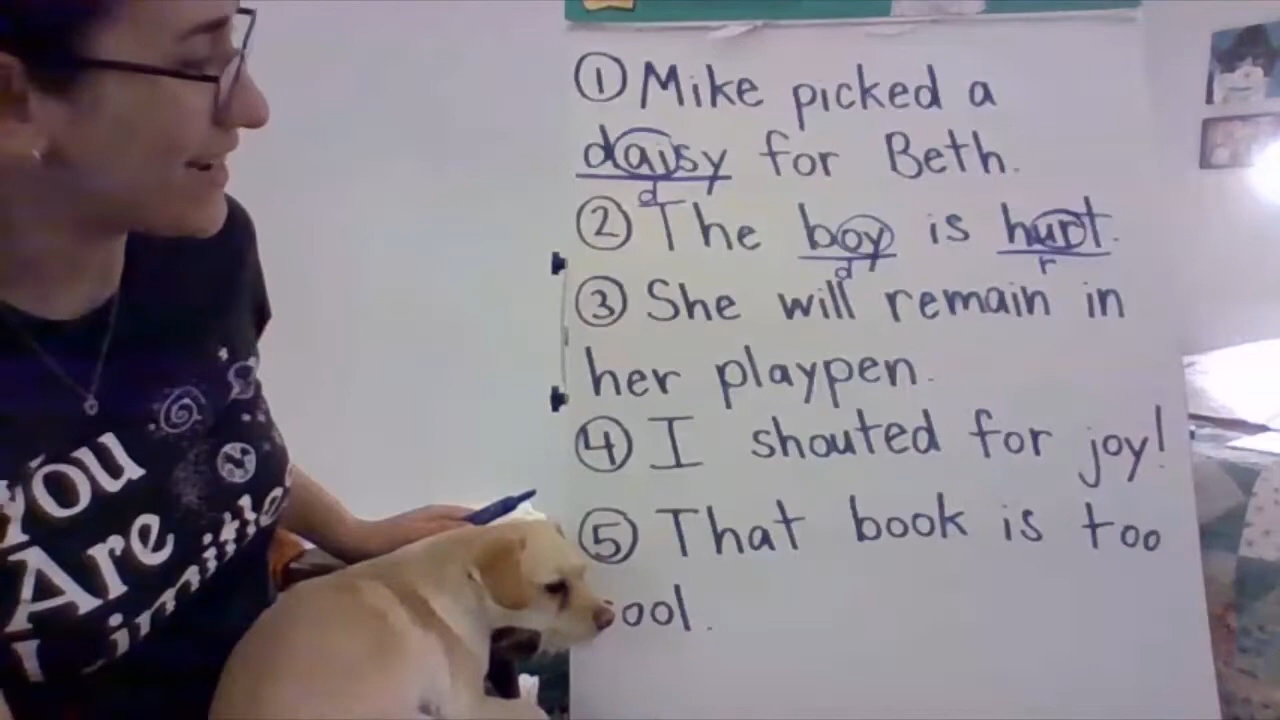 ① Mike picked a
daisy for Beth.
d
② The boy is hurt.
d r
③ She will remain in
her playpen.
④ I shouted for joy!
⑤ That book is too
You
Are